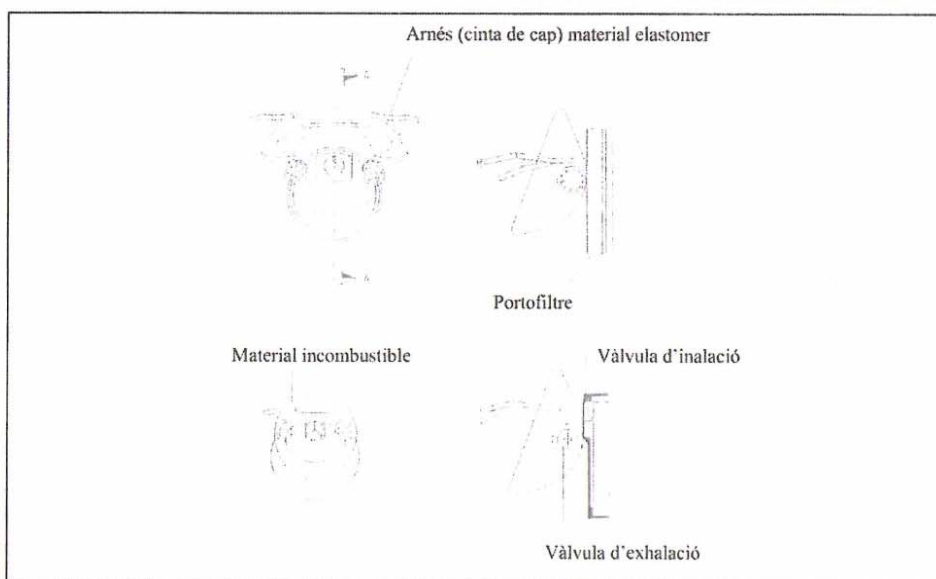 Arnés (cinta de cap) material elastomer
Portofiltre
Material incombustible
Vàlvula d'inalació
Vàlvula d'exhalació